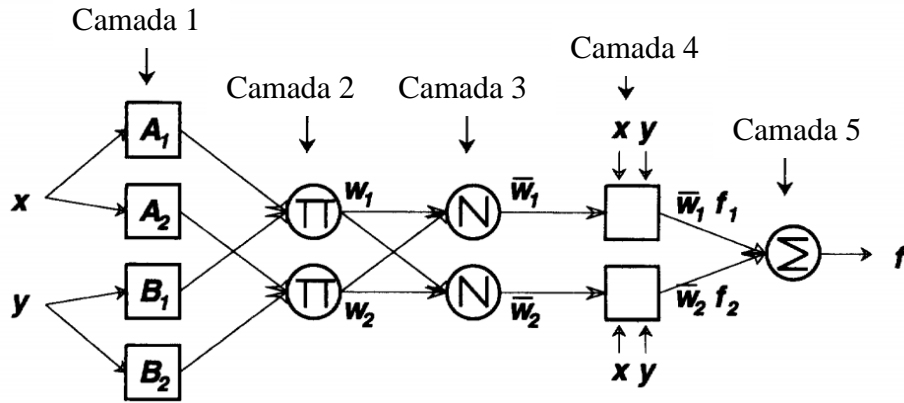 Camada 1
Camada 2
Camada 3
Camada 4
Camada 5
x y
A1
A2
B1
B2
x
y
∏
∏
w1
w2
N
N
w̅1
w̅2
w̅1 f1
w̅2 f2
x y
Σ
f